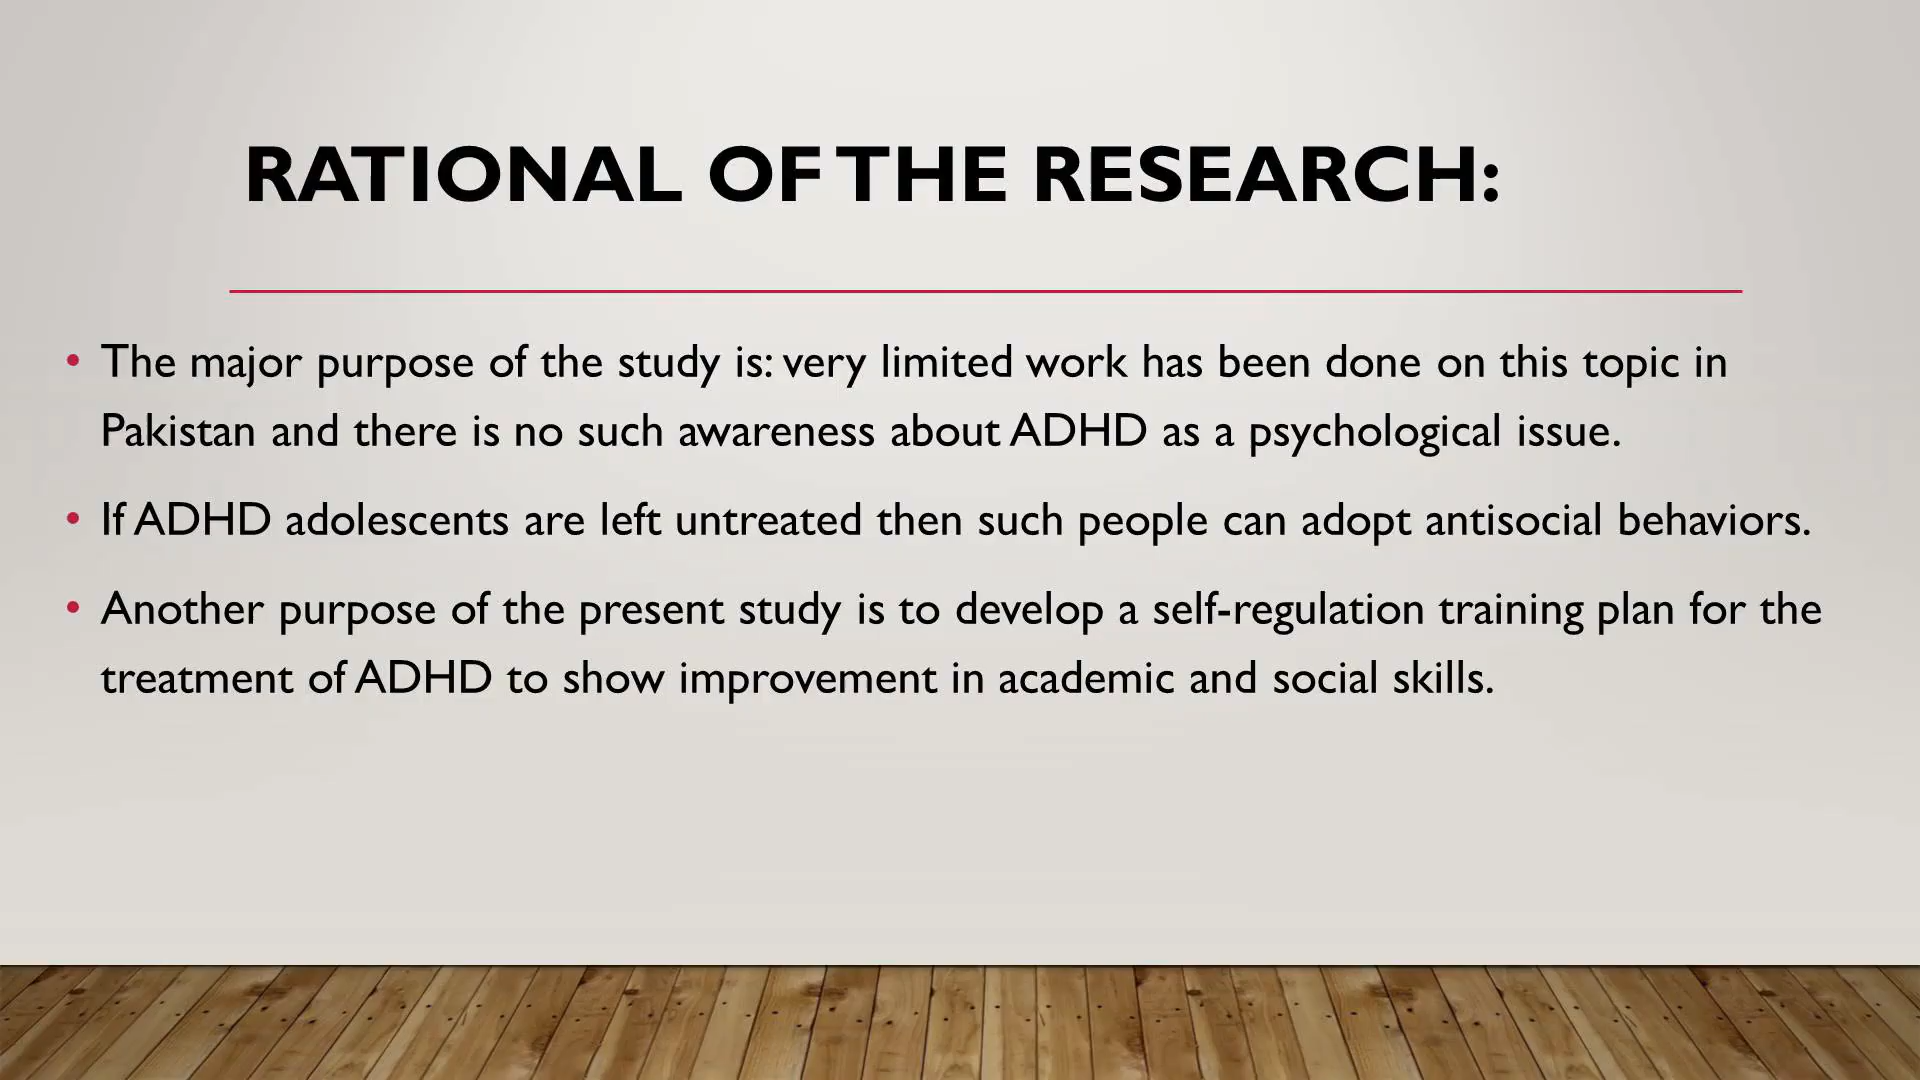 RATIONAL OF THE RESEARCH:
• The major purpose of the study is: very limited work has been done on this topic in
Pakistan and there is no such awareness about ADHD as a psychological issue.
• If ADHD adolescents are left untreated then such people can adopt antisocial behaviors.
• Another purpose of the present study is to develop a self-regulation training plan for the
treatment of ADHD to show improvement in academic and social skills.